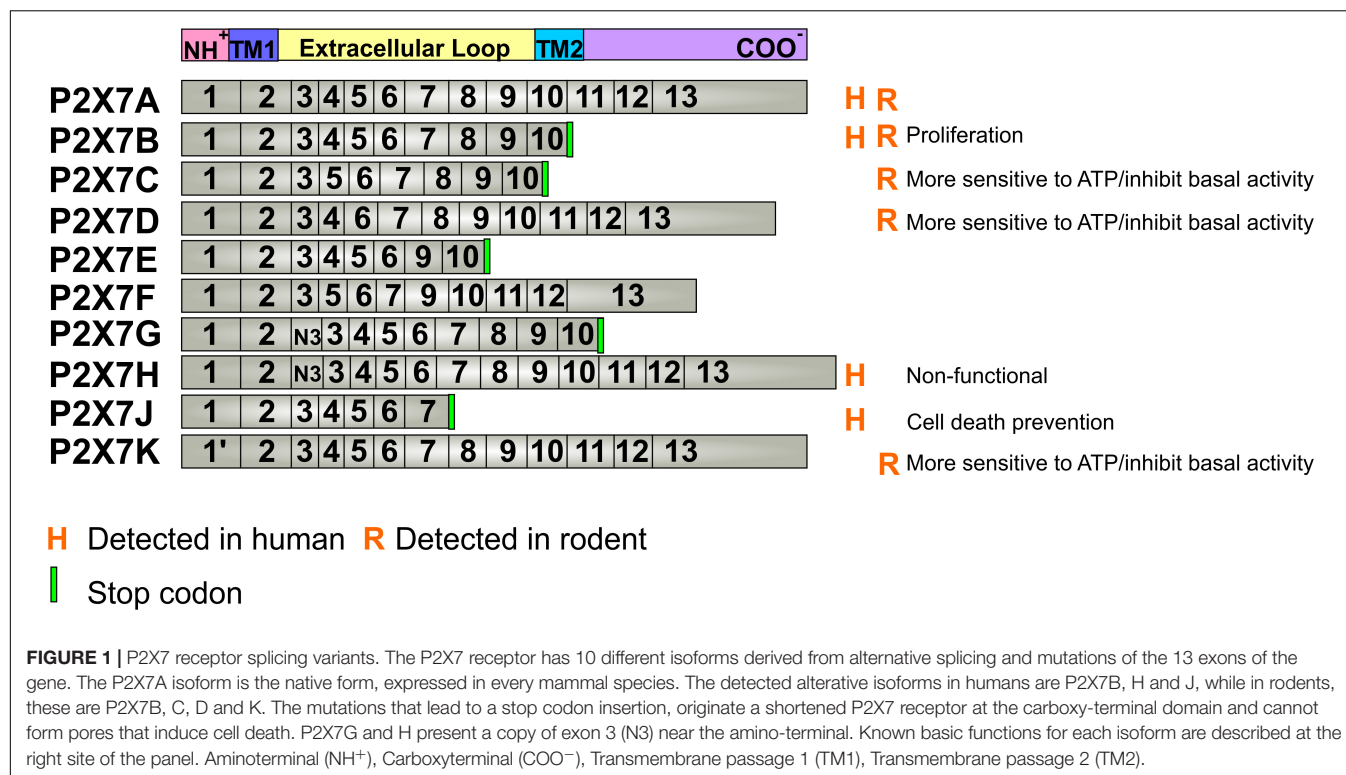 NH+ TM1 Extracellular Loop TM2 COO-
P2X7A 1 2 3 4 5 6 7 8 9 10 11 12 13 H R
P2X7B 1 2 3 4 5 6 7 8 9 10 H R Proliferation
P2X7C 1 2 3 5 6 7 8 9 10 R More sensitive to ATP/inhibit basal activity
P2X7D 1 2 3 4 6 7 8 9 10 11 12 13 R More sensitive to ATP/inhibit basal activity
P2X7E 1 2 3 4 5 6 9 10
P2X7F 1 2 3 5 6 7 9 10 11 12 13
P2X7G 1 2 N3 3 4 5 6 7 8 9 10
P2X7H 1 2 N3 3 4 5 6 7 8 9 10 11 12 13 H Non-functional
P2X7J 1 2 3 4 5 6 7 H Cell death prevention
P2X7K 1' 2 3 4 5 6 7 8 9 10 11 12 13 R More sensitive to ATP/inhibit basal activity
H Detected in human R Detected in rodent
Stop codon
FIGURE 1 | P2X7 receptor splicing variants. The P2X7 receptor has 10 different isoforms derived from alternative splicing and mutations of the 13 exons of the
gene. The P2X7A isoform is the native form, expressed in every mammal species. The detected alterative isoforms in humans are P2X7B, H and J, while in rodents,
these are P2X7B, C, D and K. The mutations that lead to a stop codon insertion, originate a shortened P2X7 receptor at the carboxy-terminal domain and cannot
form pores that induce cell death. P2X7G and H present a copy of exon 3 (N3) near the amino-terminal. Known basic functions for each isoform are described at the
right site of the panel. Aminoterminal (NH+), Carboxyterminal (COO−), Transmembrane passage 1 (TM1), Transmembrane passage 2 (TM2).